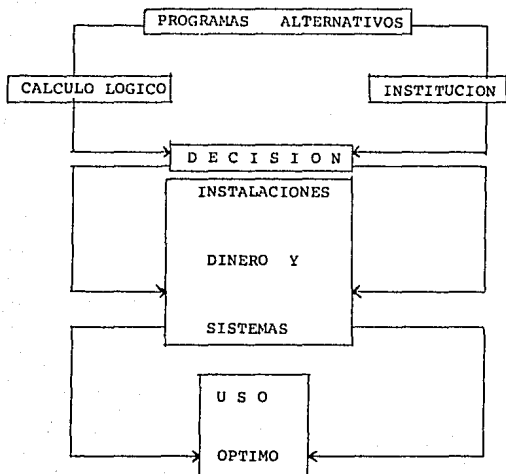 PROGRAMAS ALTERNATIVOS
CALCULO LOGICO
INSTITUCION
D E C I S I O N
INSTALACIONES
DINERO Y
SISTEMAS
U S O
OPTIMO